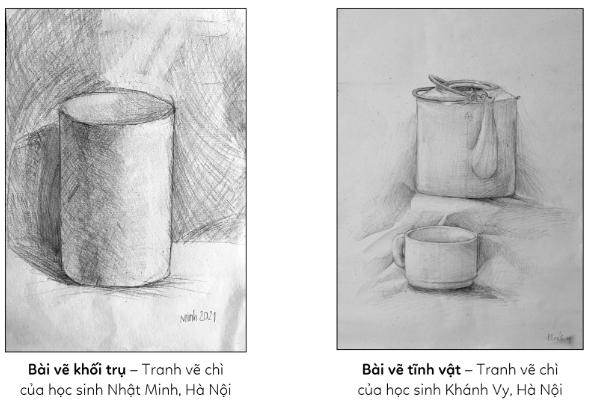 Minh 2021
Bài vẽ khối trụ – Tranh vẽ chì
của học sinh Nhật Minh, Hà Nội
Bài vẽ tĩnh vật – Tranh vẽ chì
của học sinh Khánh Vy, Hà Nội